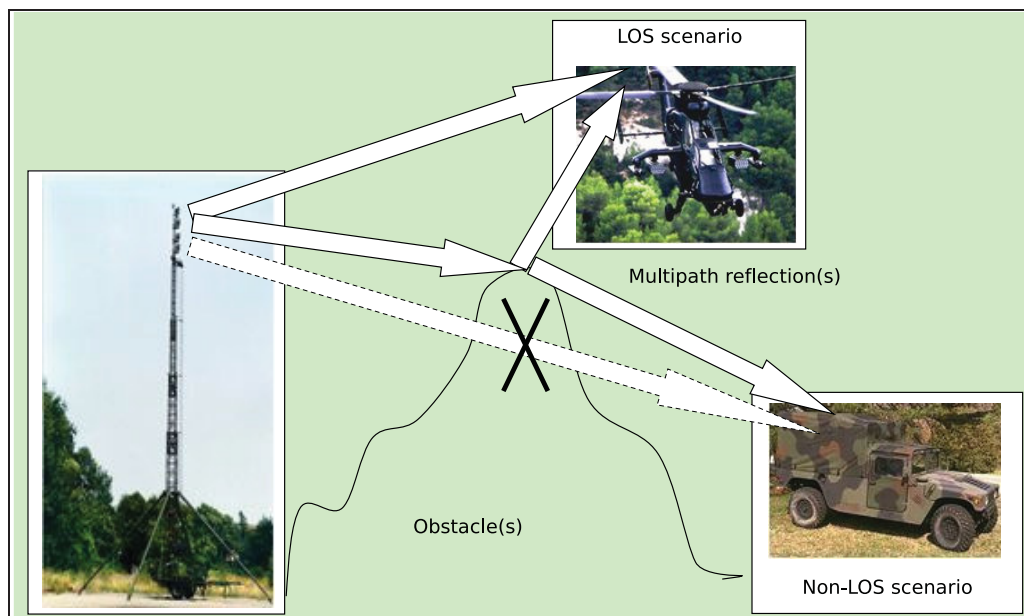 LOS scenario
Multipath reflection(s)
Obstacle(s)
Non-LOS scenario